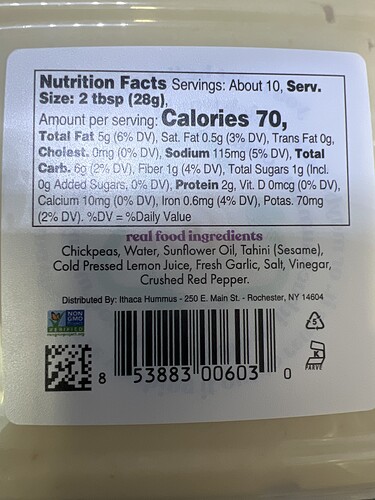 Nutrition Facts Servings: About 10, Serv.
Size: 2 tbsp (28g),
Amount per serving: Calories 70,
Total Fat 5g (6% DV), Sat. Fat 0.5g (3% DV), Trans Fat 0g,
Cholest. 0mg (0% DV), Sodium 115mg (5% DV), Total
Carb. 6g (2% DV), Fiber 1g (4% DV), Total Sugars 1g (Incl.
0g Added Sugars, 0% DV), Protein 2g, Vit. D 0mcg (0% DV),
Calcium 10mg (0% DV), Iron 0.6mg (4% DV), Potas. 70mg
(2% DV). %DV = %Daily Value
real food ingredients
Chickpeas, Water, Sunflower Oil, Tahini (Sesame),
Cold Pressed Lemon Juice, Fresh Garlic, Salt, Vinegar,
Crushed Red Pepper.
Distributed By: Ithaca Hummus - 250 E. Main St. - Rochester, NY 14604
NON
GMO
VERIFIED
5
K
PARVE
8 53883 00603 0